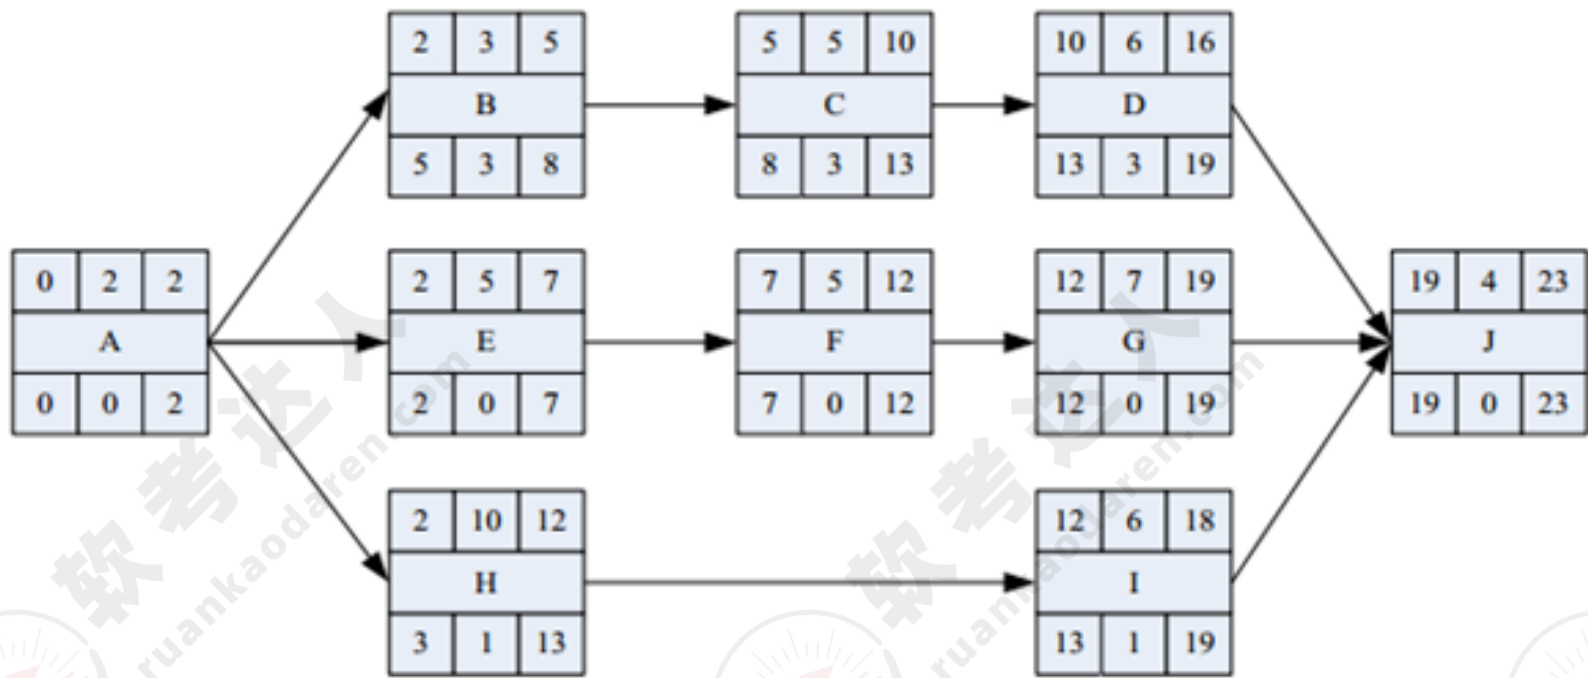 2 3 5
B
5 3 8
5 5 10
C
8 3 13
10 6 16
D
13 3 19
0 2 2
A
0 0 2
2 5 7
E
2 0 7
7 5 12
F
7 0 12
12 7 19
G
12 0 19
19 4 23
J
19 0 23
2 10 12
H
3 1 13
12 6 18
I
13 1 19
软考达人
ruankaodaren.com
软考达人
ruankaodaren.com